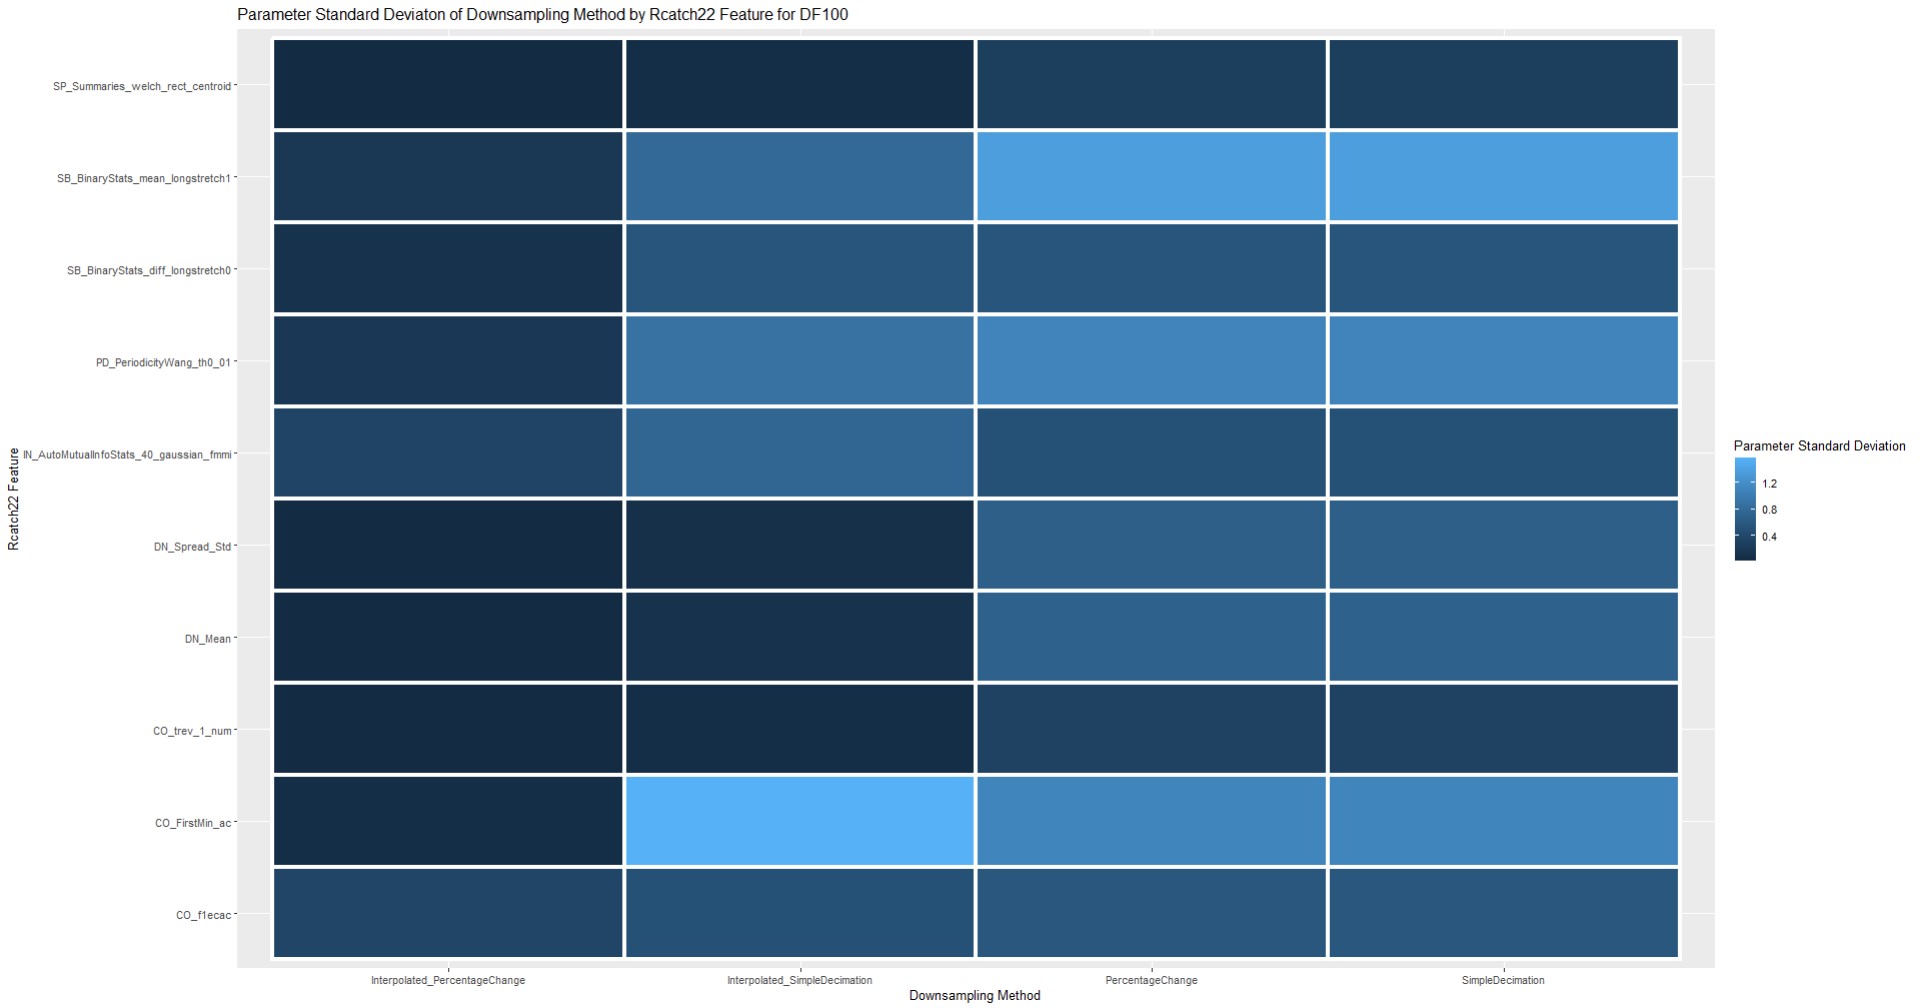 Parameter Standard Deviaton of Downsampling Method by Rcatch22 Feature for DF100
SP_Summaries_welch_rect_centroid
SB_BinaryStats_mean_longstretch1
SB_BinaryStats_diff_longstretch0
PD_PeriodicityWang_th0_01
IN_AutoMutualInfoStats_40_gaussian_fmmi
DN_Spread_Std
DN_Mean
CO_trev_1_num
CO_FirstMin_ac
CO_f1ecac
Rcatch22 Feature
Interpolated_PercentageChange
Interpolated_SimpleDecimation
PercentageChange
SimpleDecimation
Downsampling Method
Parameter Standard Deviation
1.2
0.8
0.4